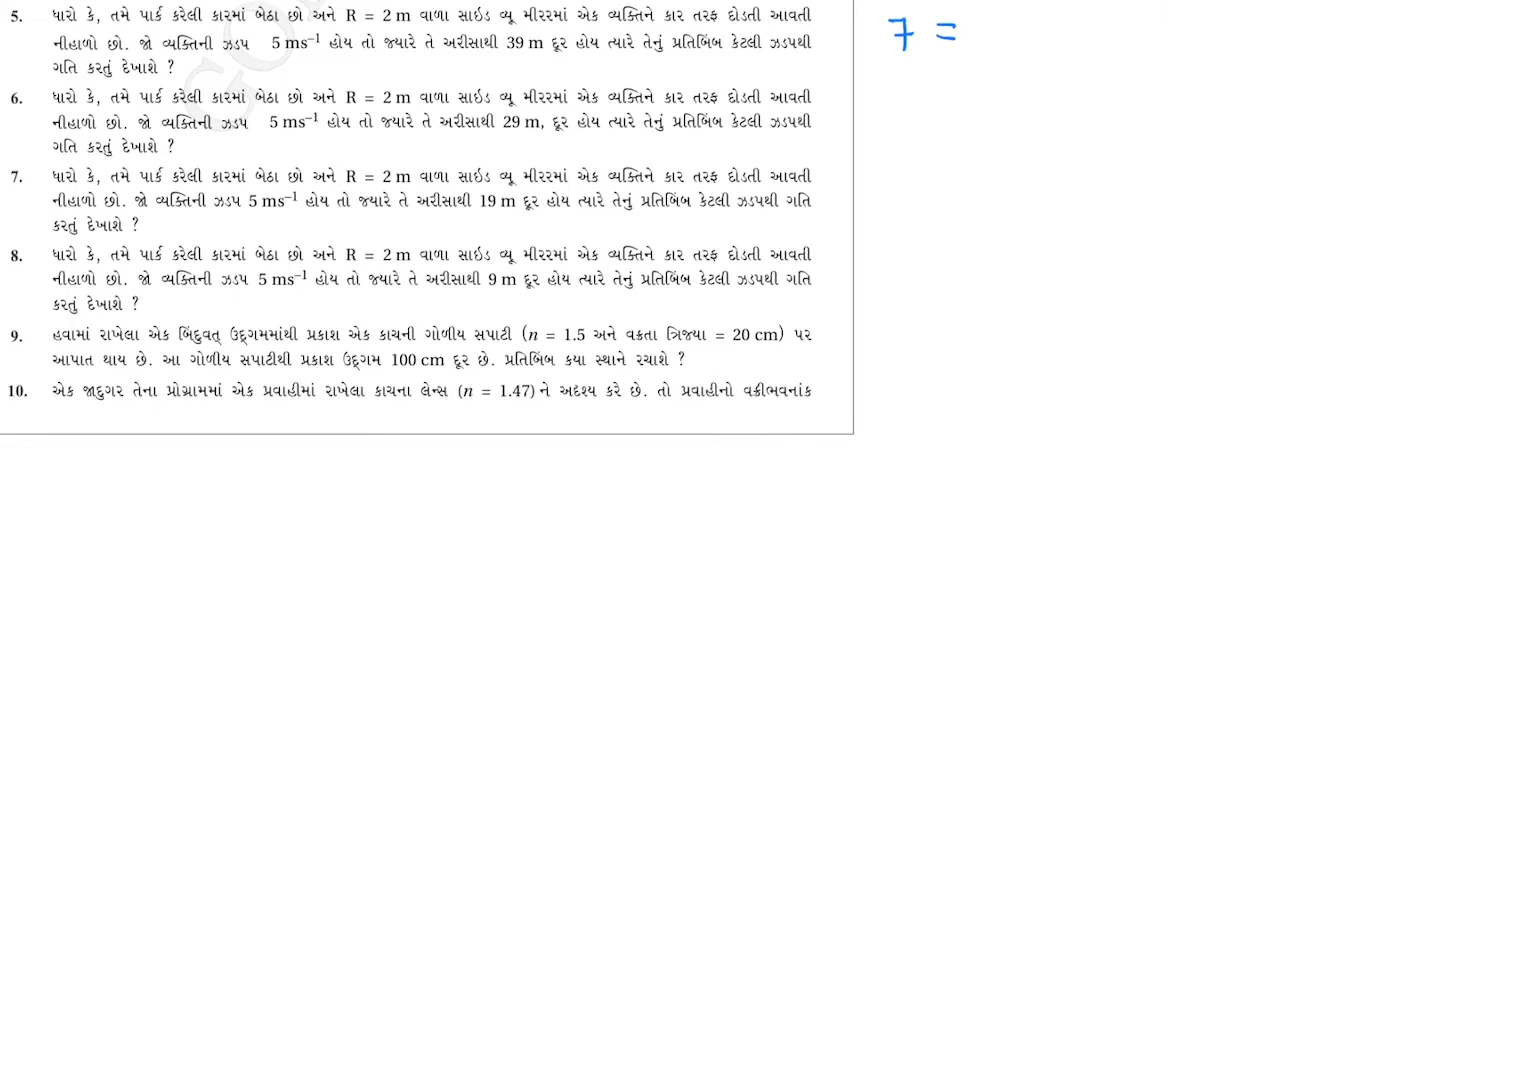 5. ધારો કે, તમે પાર્ક કરેલી કારમાં બેઠા છો અને R = 2 m વાળા સાઇડ વ્યૂ મીરરમાં એક વ્યક્તિને કાર તરફ દોડતી આવતી
નીહાળો છો. જો વ્યક્તિની ઝડપ 5 ms⁻¹ હોય તો જ્યારે તે અરીસાથી 39 m દૂર હોય ત્યારે તેનું પ્રતિબિંબ કેટલી ઝડપથી
ગતિ કરતું દેખાશે ?
6. ધારો કે, તમે પાર્ક કરેલી કારમાં બેઠા છો અને R = 2 m વાળા સાઇડ વ્યૂ મીરરમાં એક વ્યક્તિને કાર તરફ દોડતી આવતી
નીહાળો છો. જો વ્યક્તિની ઝડપ 5 ms⁻¹ હોય તો જ્યારે તે અરીસાથી 29 m, દૂર હોય ત્યારે તેનું પ્રતિબિંબ કેટલી ઝડપથી
ગતિ કરતું દેખાશે ?
7. ધારો કે, તમે પાર્ક કરેલી કારમાં બેઠા છો અને R = 2 m વાળા સાઇડ વ્યૂ મીરરમાં એક વ્યક્તિને કાર તરફ દોડતી આવતી
નીહાળો છો. જો વ્યક્તિની ઝડપ 5 ms⁻¹ હોય તો જ્યારે તે અરીસાથી 19 m દૂર હોય ત્યારે તેનું પ્રતિબિંબ કેટલી ઝડપથી ગતિ
કરતું દેખાશે ?
8. ધારો કે, તમે પાર્ક કરેલી કારમાં બેઠા છો અને R = 2 m વાળા સાઇડ વ્યૂ મીરરમાં એક વ્યક્તિને કાર તરફ દોડતી આવતી
નીહાળો છો. જો વ્યક્તિની ઝડપ 5 ms⁻¹ હોય તો જ્યારે તે અરીસાથી 9 m દૂર હોય ત્યારે તેનું પ્રતિબિંબ કેટલી ઝડપથી ગતિ
કરતું દેખાશે ?
9. હવામાં રાખેલા એક બિંદુવત્ ઉદ્દગમમાંથી પ્રકાશ એક કાચની ગોળીય સપાટી (n = 1.5 અને વક્રતા ત્રિજ્યા = 20 cm) પર
આપાત થાય છે. આ ગોળીય સપાટીથી પ્રકાશ ઉદ્દગમ 100 cm દૂર છે. પ્રતિબિંબ કયા સ્થાને રચાશે ?
10. એક જાદુગર તેના પ્રોગ્રામમાં એક પ્રવાહીમાં રાખેલા કાચના લેન્સ (n = 1.47) ને અદૃશ્ય કરે છે. તો પ્રવાહીનો વક્રીભવનાંક
7 =